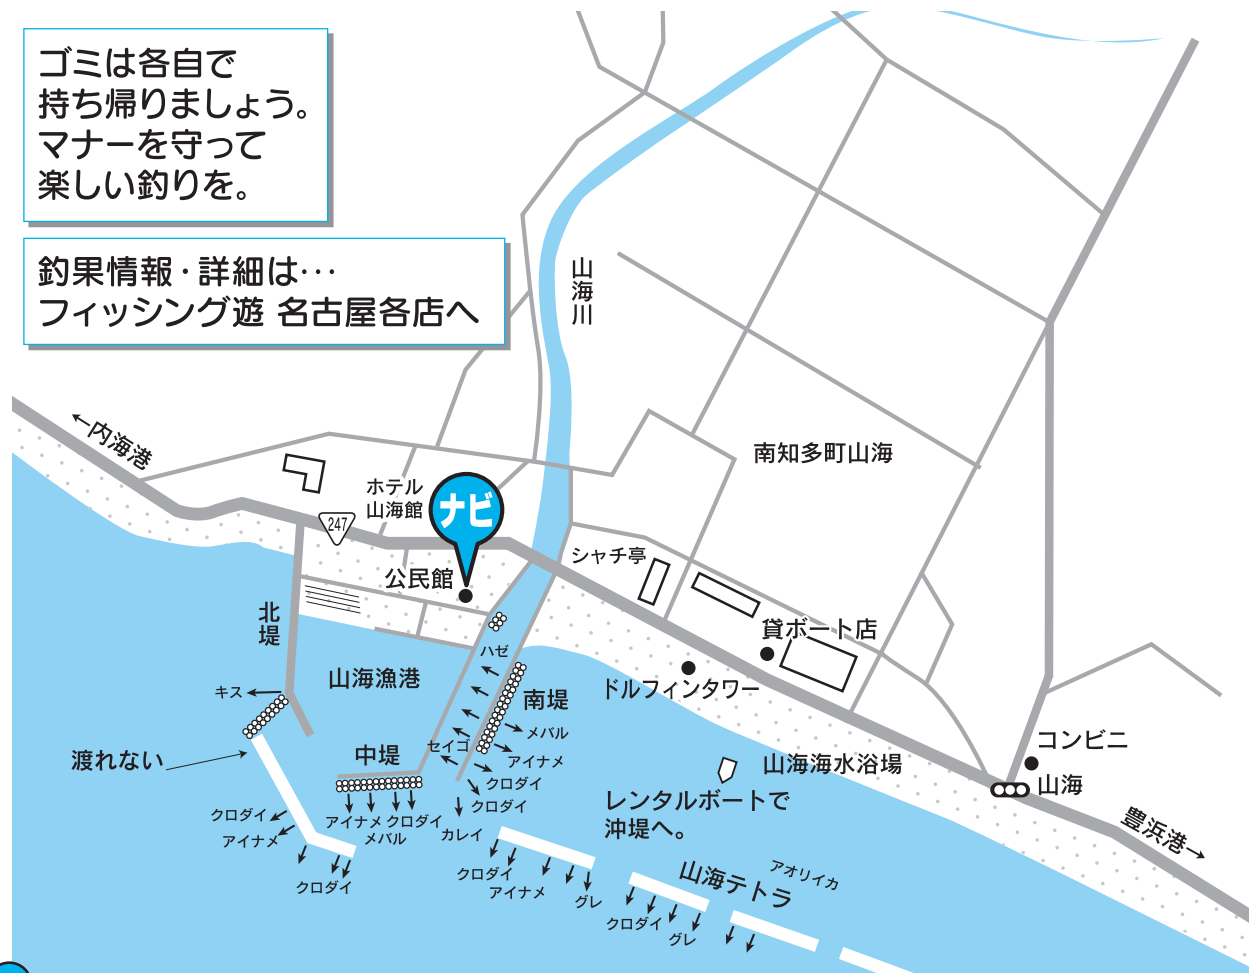 ゴミは各自で
持ち帰りましょう。
マナーを守って
楽しい釣りを。
釣果情報・詳細は…
フィッシング遊 名古屋各店へ
山海川
←内海港
南知多町山海
ホテル
山海館
ナビ
247
シャチ亭
公民館
北堤
貸ボート店
ハゼ
山海漁港
キス
南堤
ドルフィンタワー
メバル
コンビニ
中堤
セイゴ
渡れない
アイナメ
山海海水浴場
クロダイ
山海
レンタルボートで
沖堤へ。
クロダイ
クロダイ
アイナメ
アイナメ
クロダイ
メバル
カレイ
豊浜港→
クロダイ
クロダイ
アイナメ
グレ
山海テトラ
アオリイカ
クロダイ
グレ